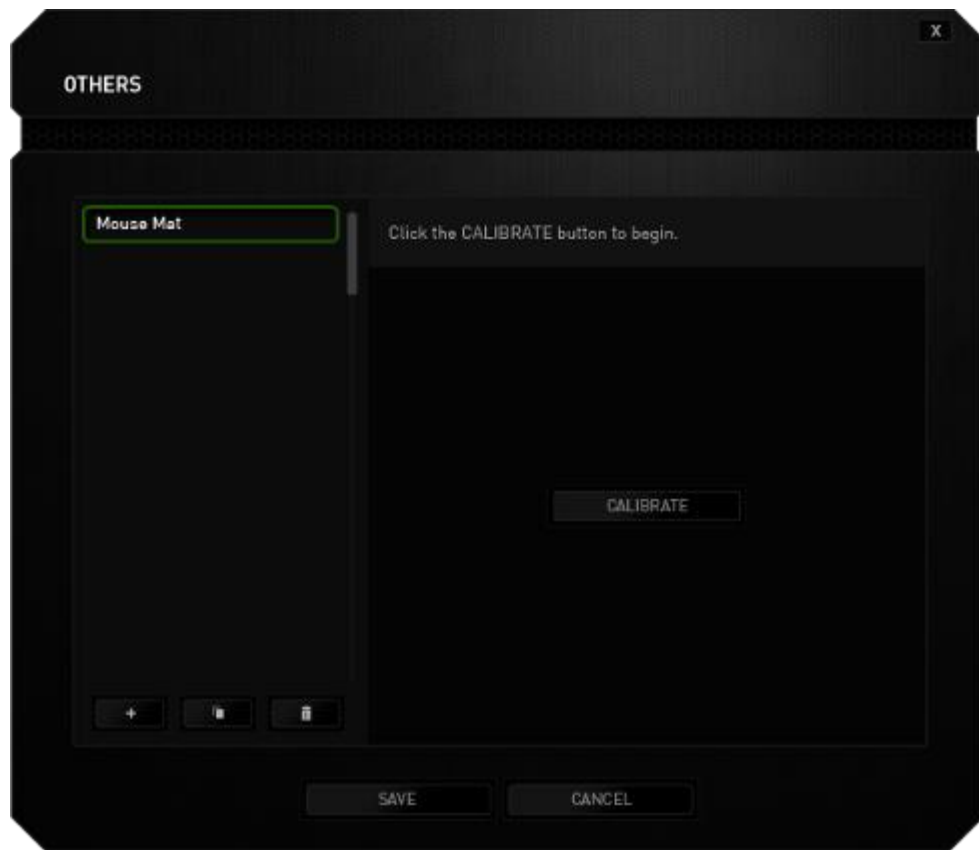 X
OTHERS
Mouse Mat
Click the CALIBRATE button to begin.
CALIBRATE
+
SAVE CANCEL